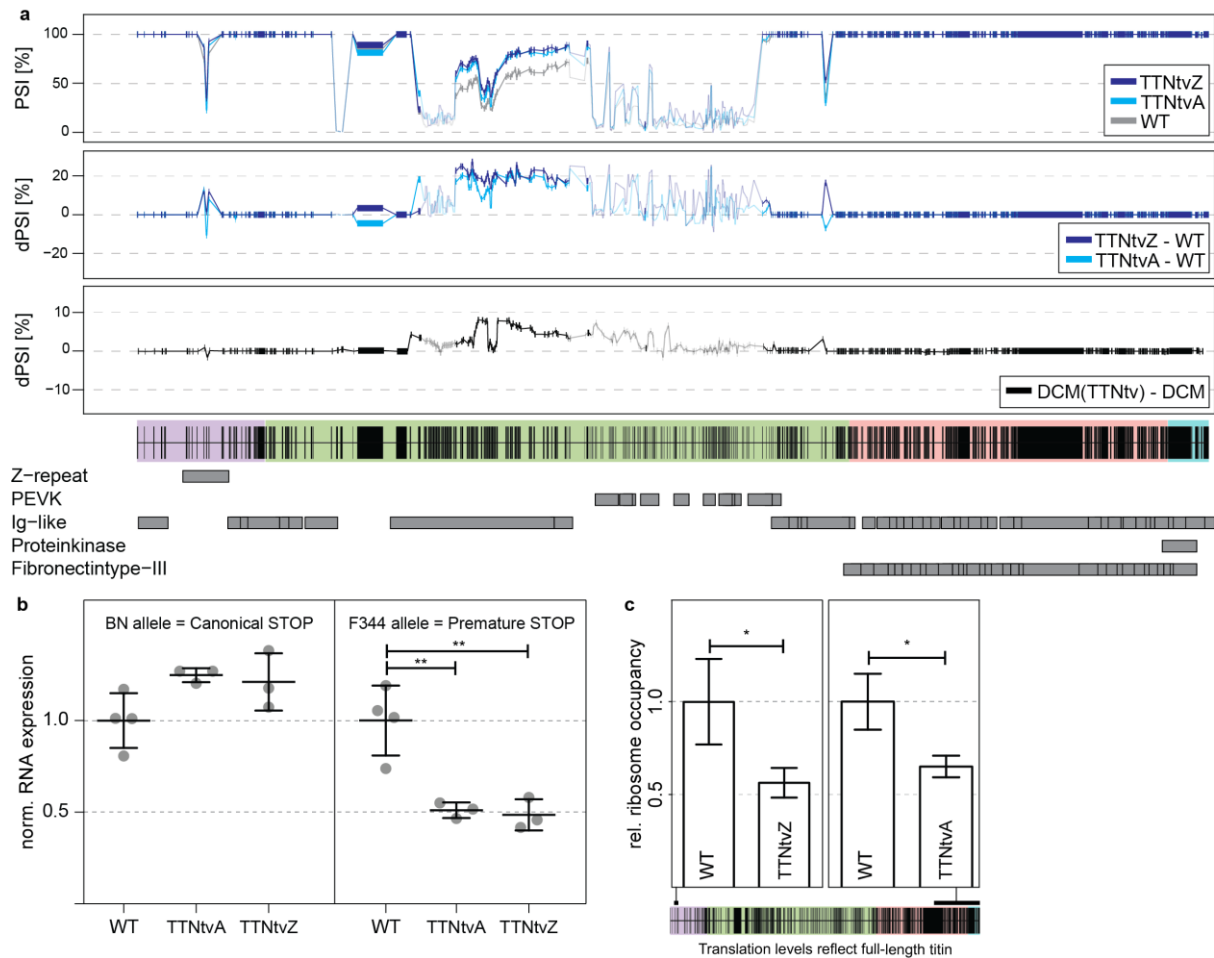 a
PSI [%]
100
50
0
TTNtvZ
TTNtvA
WT
dPSI [%]
20
0
−20
TTNtvZ - WT
TTNtvA - WT
dPSI [%]
10
0
−10
DCM(TTNtv) - DCM
Z−repeat
PEVK
Ig−like
Proteinkinase
Fibronectintype−III
b
norm. RNA expression
1.0
0.5
BN allele = Canonical STOP
F344 allele = Premature STOP
**
**
WT
TTNtvA
TTNtvZ
WT
TTNtvA
TTNtvZ
c
rel. ribosome occupancy
1.0
0.5
*
*
WT
TTNtvZ
WT
TTNtvA
Translation levels reflect full-length titin